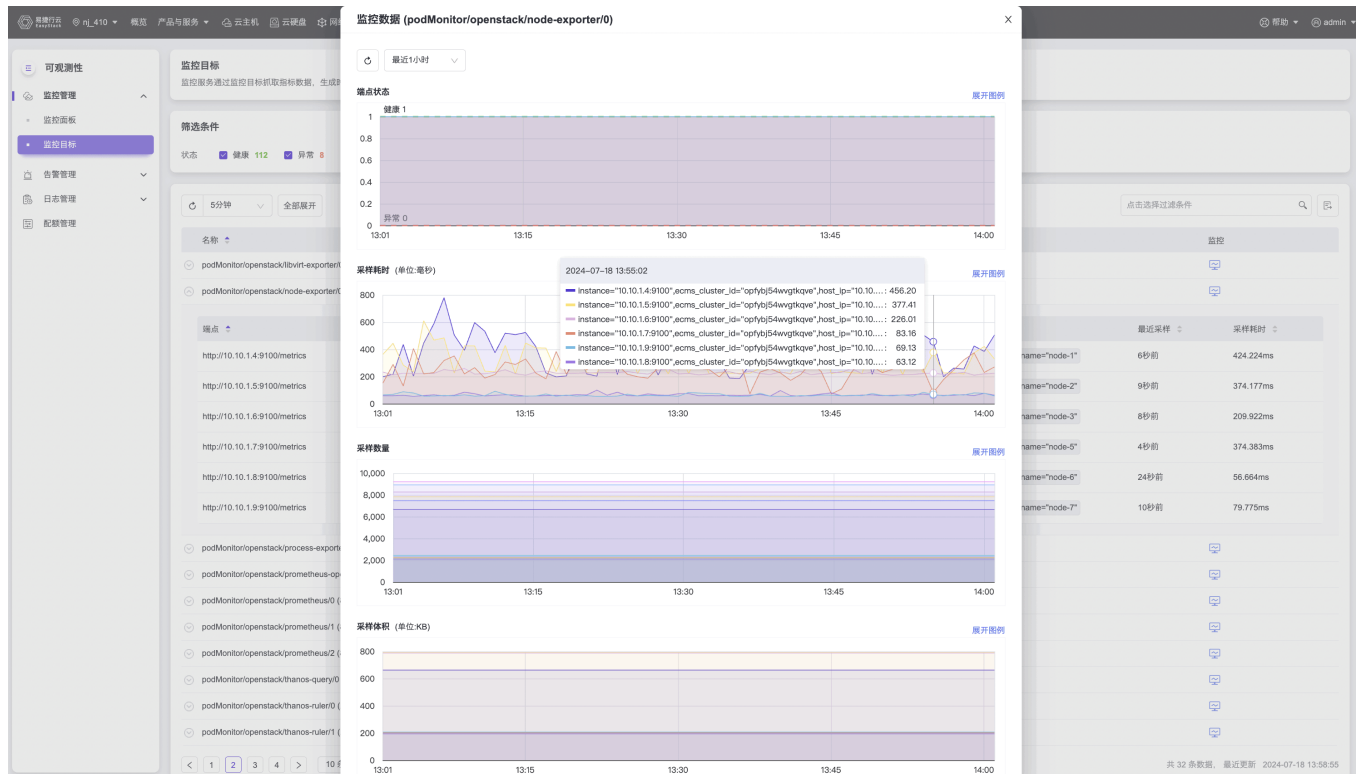 易捷行云 EasyStack nj_410 概览 产品与服务 云主机 云硬盘 帮助 admin
监控数据 (podMonitor/openstack/node-exporter/0)
可观测性
监控管理
监控面板
监控目标
告警管理
日志管理
配额管理
监控目标
监控服务通过监控目标抓取指标数据,
筛选条件
状态 健康 112 异常 8
5分钟 全部展开
点击选择过滤条件
名称 监控
podMonitor/openstack/libvirt-exporter/
podMonitor/openstack/node-exporter/
端点 最近采样 采样耗时
http://10.10.1.4:9100/metrics name="node-1" 6秒前 424.224ms
http://10.10.1.5:9100/metrics name="node-2" 9秒前 374.177ms
http://10.10.1.6:9100/metrics name="node-3" 8秒前 209.922ms
http://10.10.1.7:9100/metrics name="node-5" 4秒前 374.383ms
http://10.10.1.8:9100/metrics name="node-6" 24秒前 56.664ms
http://10.10.1.9:9100/metrics name="node-7" 10秒前 79.775ms
podMonitor/openstack/process-exporte
podMonitor/openstack/prometheus-op
podMonitor/openstack/prometheus/0 (
podMonitor/openstack/prometheus/1 (
podMonitor/openstack/prometheus/2 (
podMonitor/openstack/thanos-query/0
podMonitor/openstack/thanos-ruler/0 (
podMonitor/openstack/thanos-ruler/1 (
1 2 3 4 10
共 32 条数据, 最近更新 2024-07-18 13:58:55
最近1小时
端点状态 展开图例
健康 1
1
0.8
0.6
0.4
0.2
异常 0
0
13:01 13:15 13:30 13:45 14:00
采样耗时 (单位:毫秒) 展开图例
2024-07-18 13:55:02
instance="10.10.1.4:9100",ecms_cluster_id="opfybj54wvgtkqve",host_ip="10.10....: 456.20
instance="10.10.1.5:9100",ecms_cluster_id="opfybj54wvgtkqve",host_ip="10.10....: 377.41
instance="10.10.1.6:9100",ecms_cluster_id="opfybj54wvgtkqve",host_ip="10.10....: 226.01
instance="10.10.1.7:9100",ecms_cluster_id="opfybj54wvgtkqve",host_ip="10.10....: 83.16
instance="10.10.1.9:9100",ecms_cluster_id="opfybj54wvgtkqve",host_ip="10.10....: 69.13
instance="10.10.1.8:9100",ecms_cluster_id="opfybj54wvgtkqve",host_ip="10.10....: 63.12
800
600
400
200
0
13:01 13:15 13:30 13:45 14:00
采样数量 展开图例
10,000
8,000
6,000
4,000
2,000
0
13:01 13:15 13:30 13:45 14:00
采样体积 (单位:KB) 展开图例
800
600
400
200
0
13:01 13:15 13:30 13:45 14:00